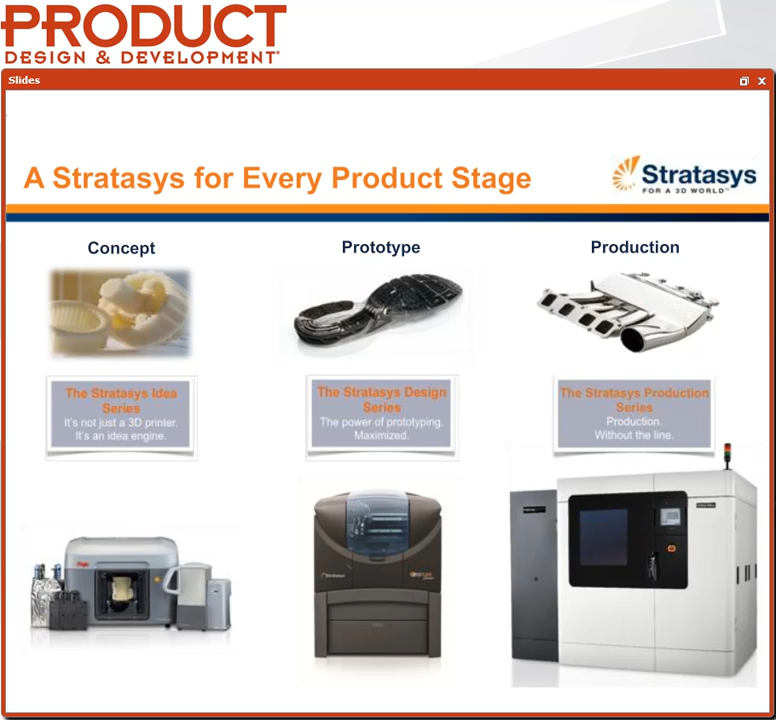 PRODUCT
DESIGN & DEVELOPMENT
Slides
A Stratasys for Every Product Stage
Stratasys
FOR A 3D WORLD™
Concept
Prototype
Production
The Stratasys Idea
Series
It's not just a 3D printer.
It's an idea engine.
The Stratasys Design
Series
The power of prototyping.
Maximized.
The Stratasys Production
Series
Production.
Without the line.
Stratasys